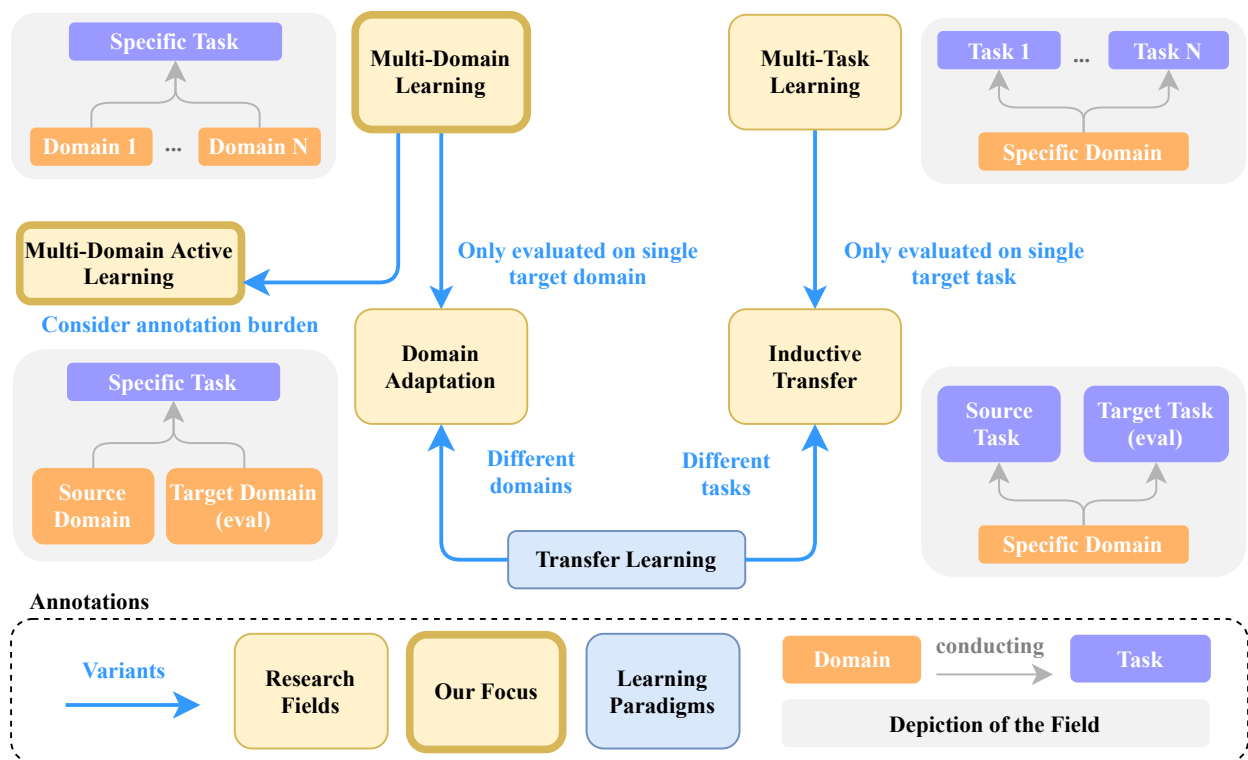 Specific Task
Domain 1
...
Domain N
Multi-Domain
Learning
Multi-Task
Learning
Task 1
...
Task N
Specific Domain
Multi-Domain Active
Learning
Consider annotation burden
Only evaluated on single
target domain
Only evaluated on single
target task
Specific Task
Source
Domain
Target Domain
(eval)
Domain
Adaptation
Inductive
Transfer
Source
Task
Target Task
(eval)
Specific Domain
Different
domains
Different
tasks
Transfer Learning
Annotations
Variants
Research
Fields
Our Focus
Learning
Paradigms
Domain
conducting
Task
Depiction of the Field